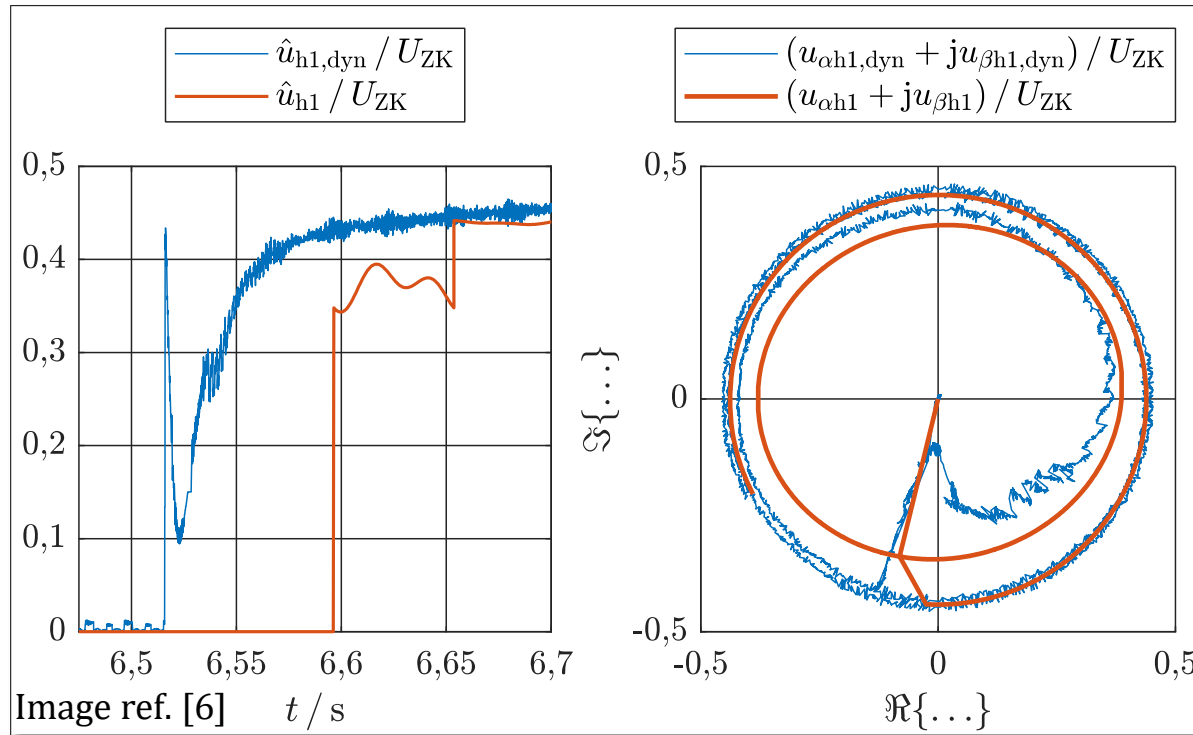 û_h1,dyn / U_ZK
û_h1 / U_ZK
(u_αh1,dyn + ju_βh1,dyn) / U_ZK
(u_αh1 + ju_βh1) / U_ZK
0,5
0,4
0,3
0,2
0,1
0
6,5 6,55 6,6 6,65 6,7
t / s
ℑ{...}
0,5
0
-0,5
-0,5 0 0,5
ℜ{...}
Image ref. [6]